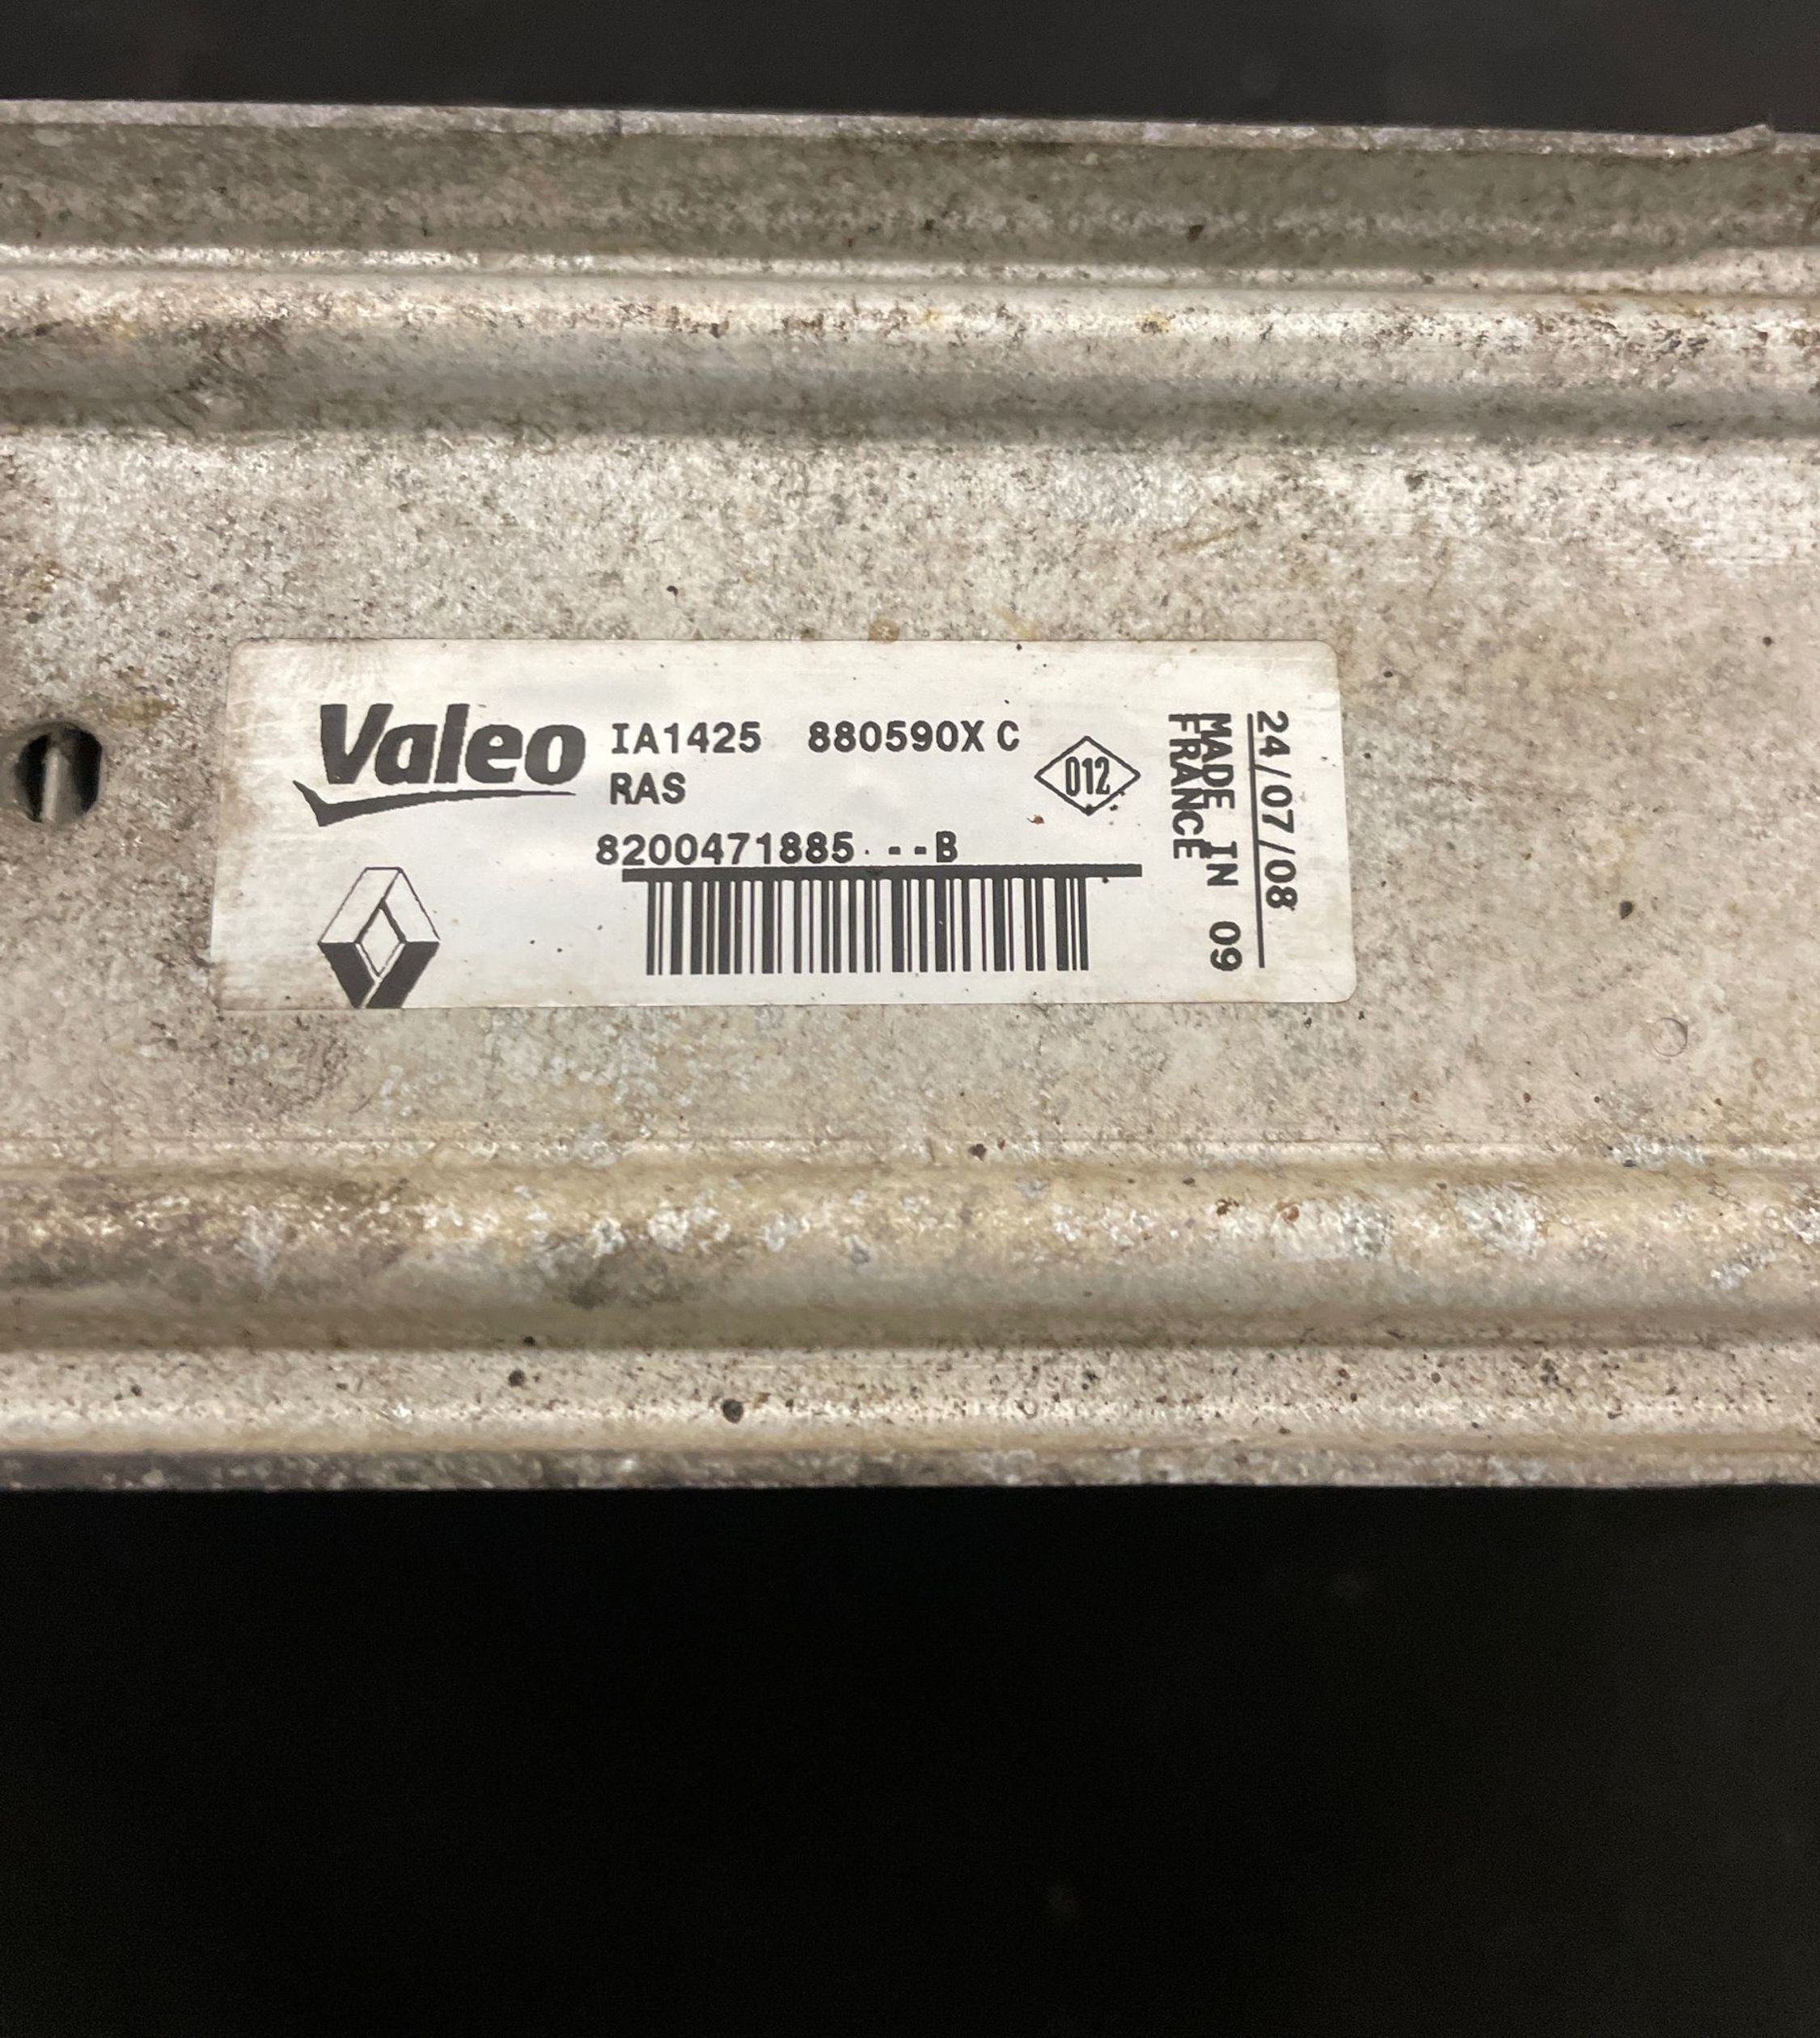 Valeo IA1425 880590X C
RAS
012
8200471885 --B
24/07/08
MADE IN 09
FRANCE